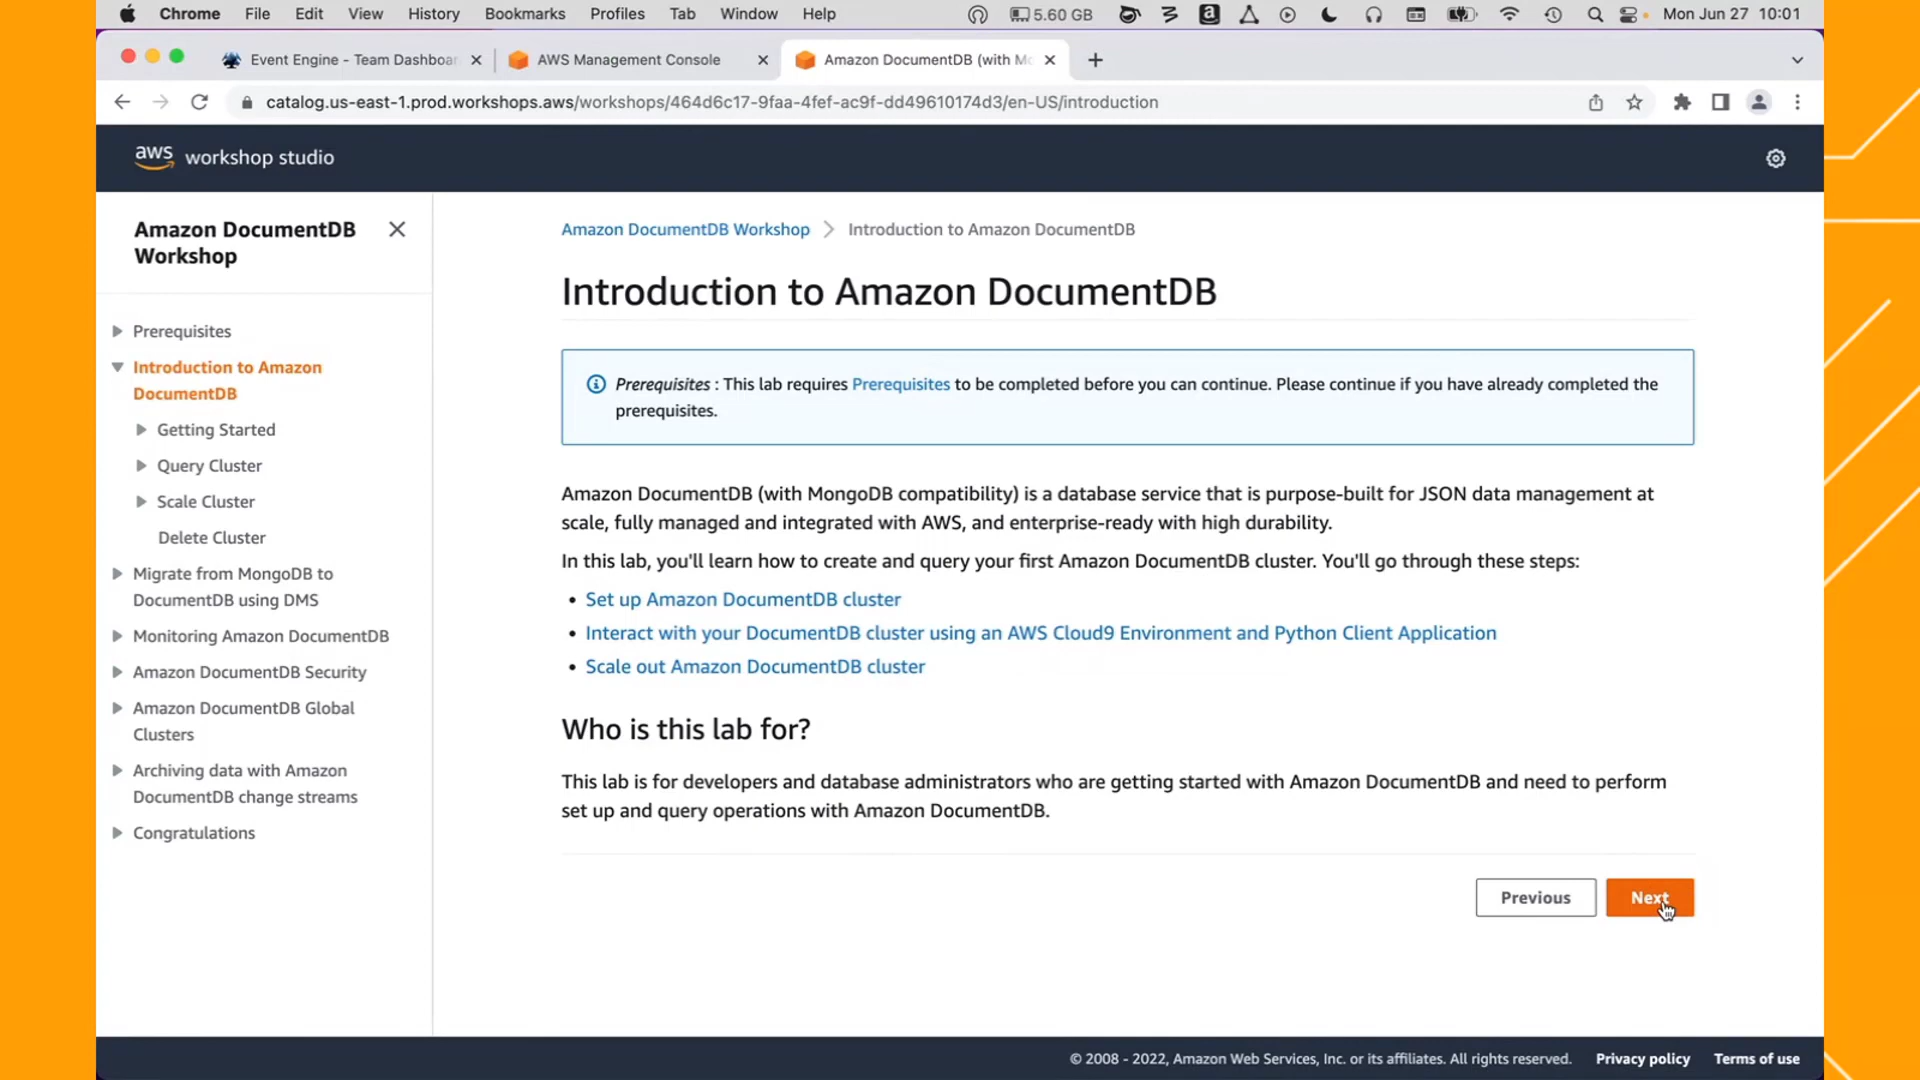 Chrome File Edit View History Bookmarks Profiles Tab Window Help 5.60 GB Mon Jun 27 10:01
Event Engine - Team Dashboar AWS Management Console Amazon DocumentDB (with Mo
catalog.us-east-1.prod.workshops.aws/workshops/464d6c17-9faa-4fef-ac9f-dd49610174d3/en-US/introduction
aws workshop studio
Amazon DocumentDB
Workshop
Prerequisites
Introduction to Amazon
DocumentDB
Getting Started
Query Cluster
Scale Cluster
Delete Cluster
Migrate from MongoDB to
DocumentDB using DMS
Monitoring Amazon DocumentDB
Amazon DocumentDB Security
Amazon DocumentDB Global
Clusters
Archiving data with Amazon
DocumentDB change streams
Congratulations
Amazon DocumentDB Workshop > Introduction to Amazon DocumentDB
Introduction to Amazon DocumentDB
Prerequisites : This lab requires Prerequisites to be completed before you can continue. Please continue if you have already completed the
prerequisites.
Amazon DocumentDB (with MongoDB compatibility) is a database service that is purpose-built for JSON data management at
scale, fully managed and integrated with AWS, and enterprise-ready with high durability.
In this lab, you'll learn how to create and query your first Amazon DocumentDB cluster. You'll go through these steps:
• Set up Amazon DocumentDB cluster
• Interact with your DocumentDB cluster using an AWS Cloud9 Environment and Python Client Application
• Scale out Amazon DocumentDB cluster
Who is this lab for?
This lab is for developers and database administrators who are getting started with Amazon DocumentDB and need to perform
set up and query operations with Amazon DocumentDB.
Previous Next
© 2008 - 2022, Amazon Web Services, Inc. or its affiliates. All rights reserved. Privacy policy Terms of use